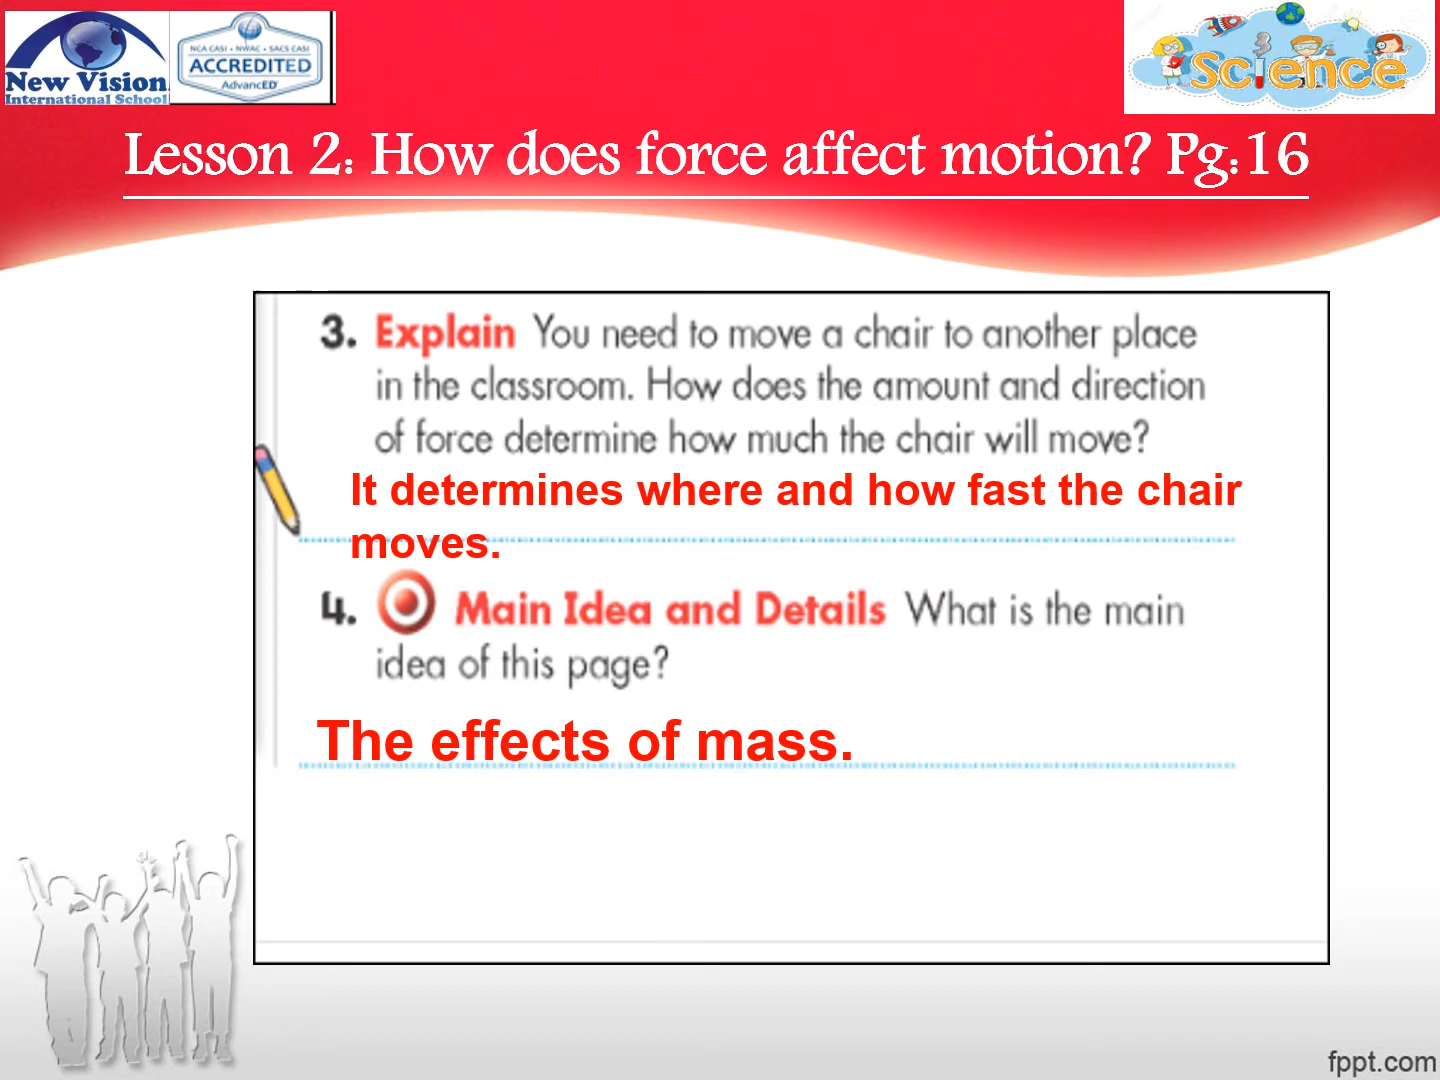 New Vision
International School
NCA CASI • NWAC • SACS CASI
ACCREDITED
AdvancED
science
Lesson 2: How does force affect motion? Pg:16
3. Explain You need to move a chair to another place
in the classroom. How does the amount and direction
of force determine how much the chair will move?
It determines where and how fast the chair
moves.
4. Main Idea and Details What is the main
idea of this page?
The effects of mass.
fppt.com